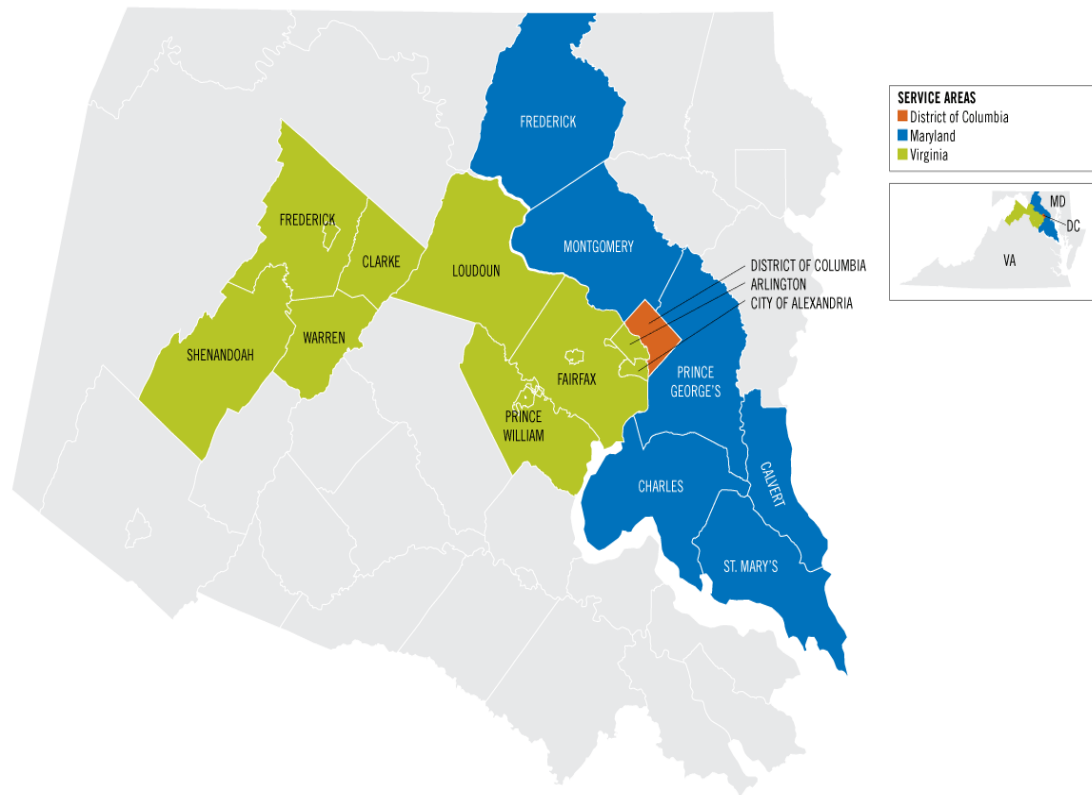 FREDERICK
SERVICE AREAS
District of Columbia
Maryland
Virginia
MD
DC
VA
FREDERICK
CLARKE
LOUDOUN
MONTGOMERY
DISTRICT OF COLUMBIA
ARLINGTON
CITY OF ALEXANDRIA
SHENANDOAH
WARREN
FAIRFAX
PRINCE
GEORGE'S
PRINCE
WILLIAM
CHARLES
CALVERT
ST. MARY'S